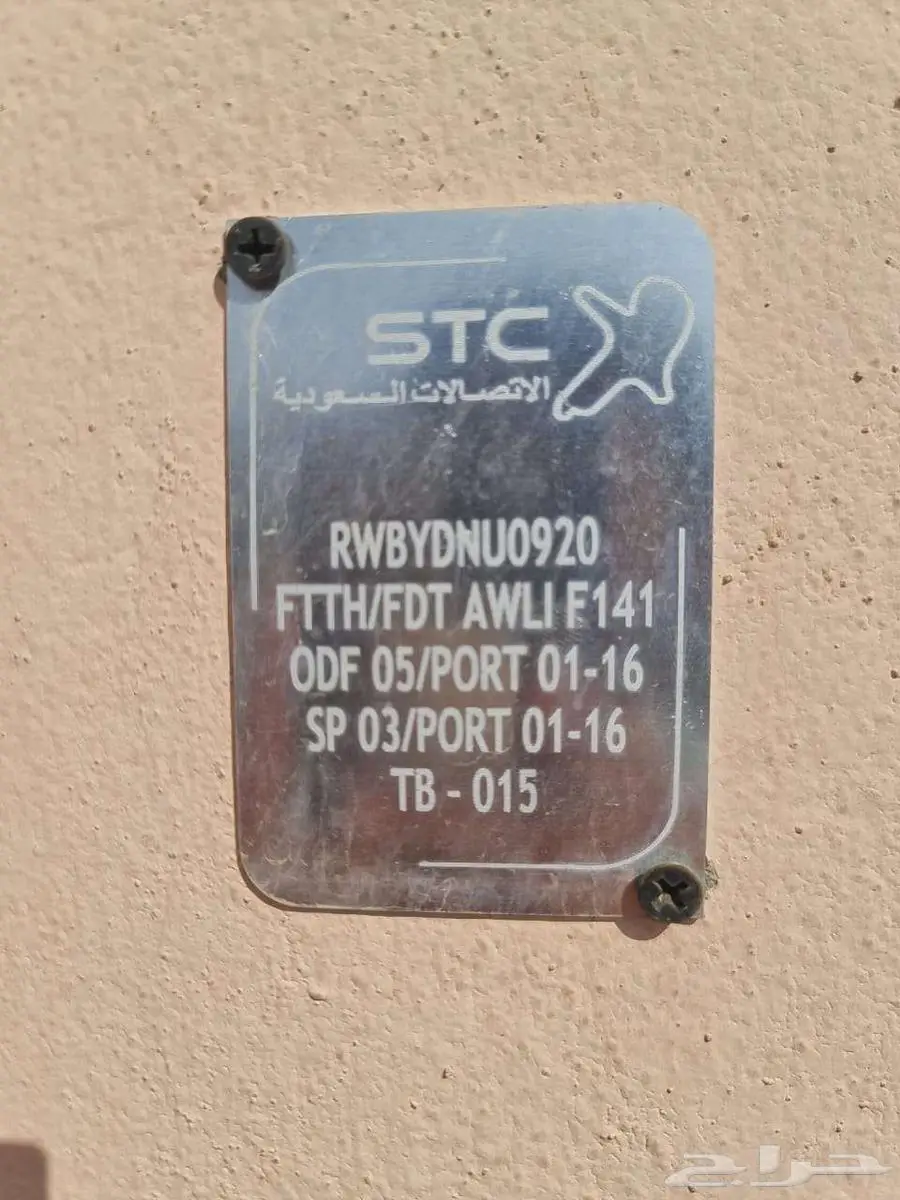 STC
الاتصالات السعودية
RWBYDNU0920
FTTH/FDT AWLI F141
ODF 05/PORT 01-16
SP 03/PORT 01-16
TB - 015
حراج